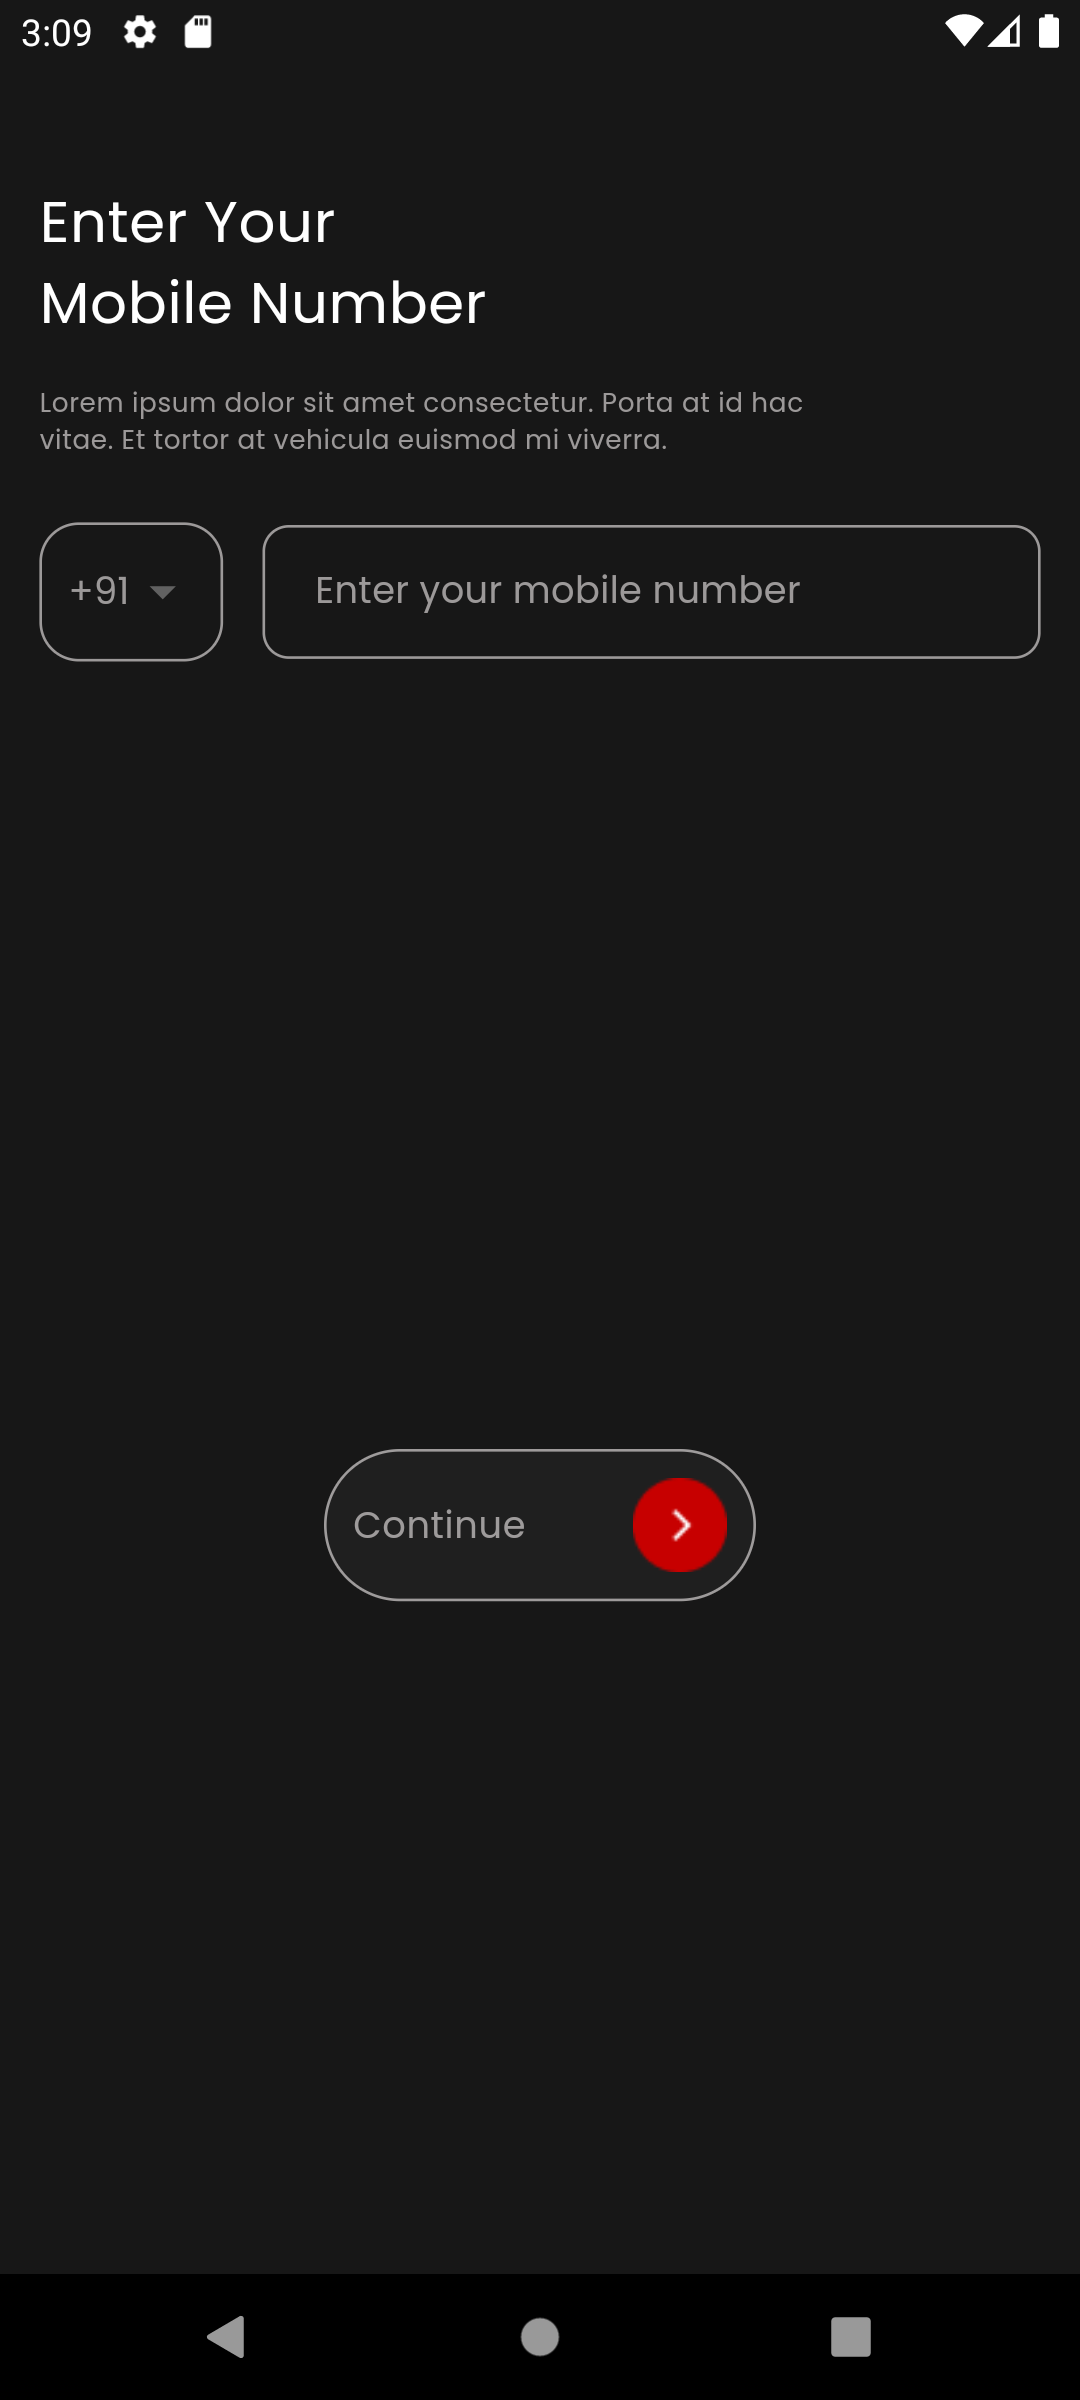 3:09
Enter Your
Mobile Number
Lorem ipsum dolor sit amet consectetur. Porta at id hac
vitae. Et tortor at vehicula euismod mi viverra.
+91
Enter your mobile number
Continue